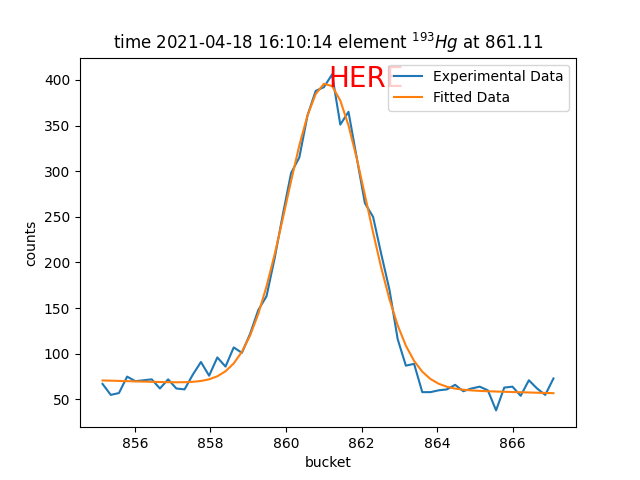 time 2021-04-18 16:10:14 element ¹⁹³Hg at 861.11
HERE
Experimental Data
Fitted Data
counts
400
350
300
250
200
150
100
50
856 858 860 862 864 866
bucket